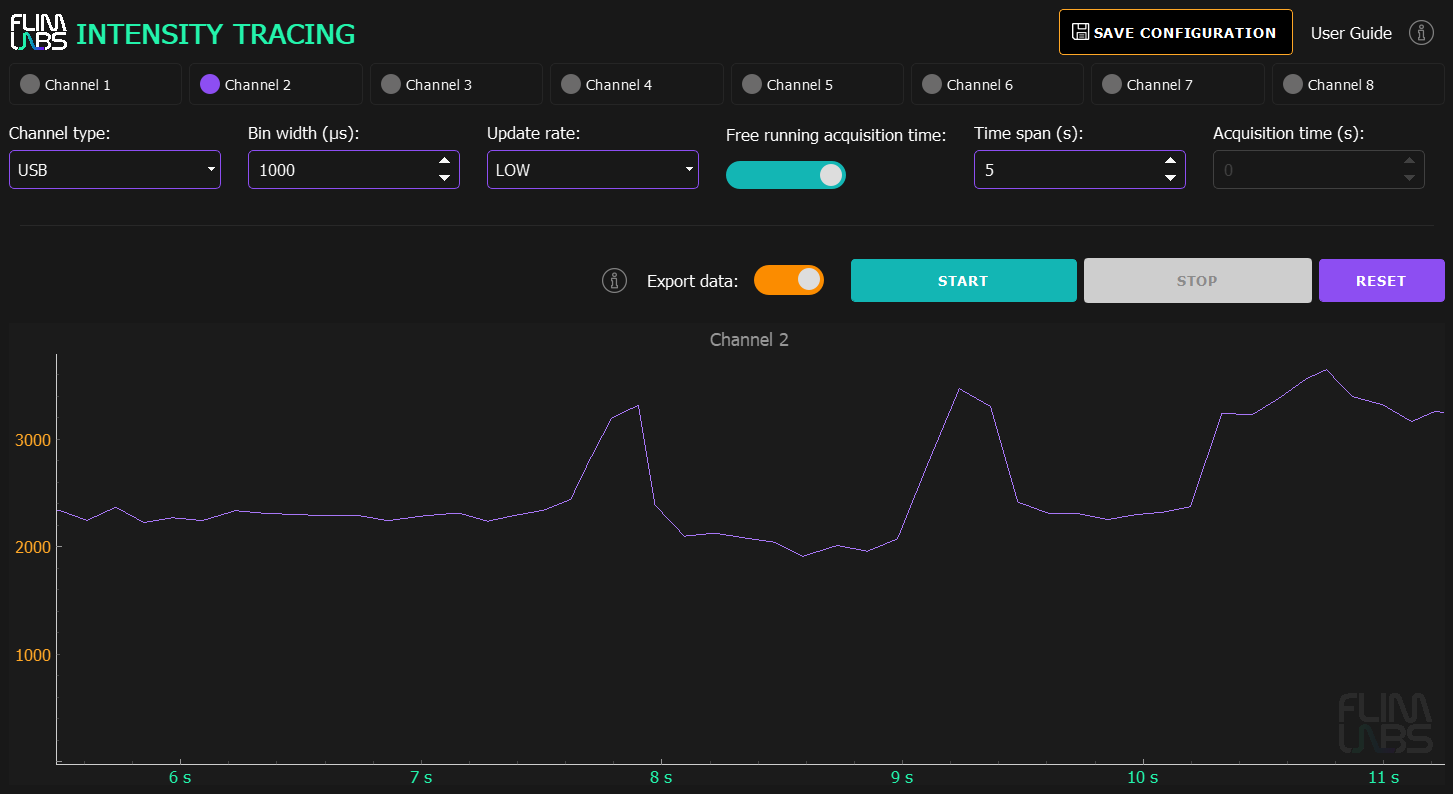 FLIM LABS INTENSITY TRACING
SAVE CONFIGURATION
User Guide
Channel 1
Channel 2
Channel 3
Channel 4
Channel 5
Channel 6
Channel 7
Channel 8
Channel type:
Bin width (µs):
Update rate:
Free running acquisition time:
Time span (s):
Acquisition time (s):
USB
1000
LOW
5
0
Export data:
START
STOP
RESET
Channel 2
3000
2000
1000
6 s
7 s
8 s
9 s
10 s
11 s
FLIM
LABS